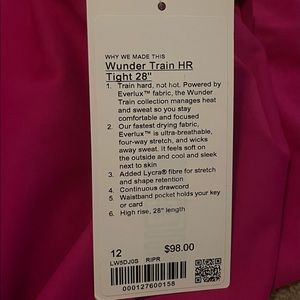 WHY WE MADE THIS
Wunder Train HR
Tight 28"
1. Train hard, not hot. Powered by
Everlux™ fabric, the Wunder
Train collection manages heat
and sweat so you stay
comfortable and focused
2. Our fastest drying fabric,
Everlux™ is ultra-breathable,
four-way stretch, and wicks
away sweat. It feels soft on
the outside and cool and sleek
next to skin
3. Added Lycra® fibre for stretch
and shape retention
4. Continuous drawcord
5. Waistband pocket holds your
key or card
6. High rise, 28" length
12 $98.00
LW5DJ0S RIPR
000127600158